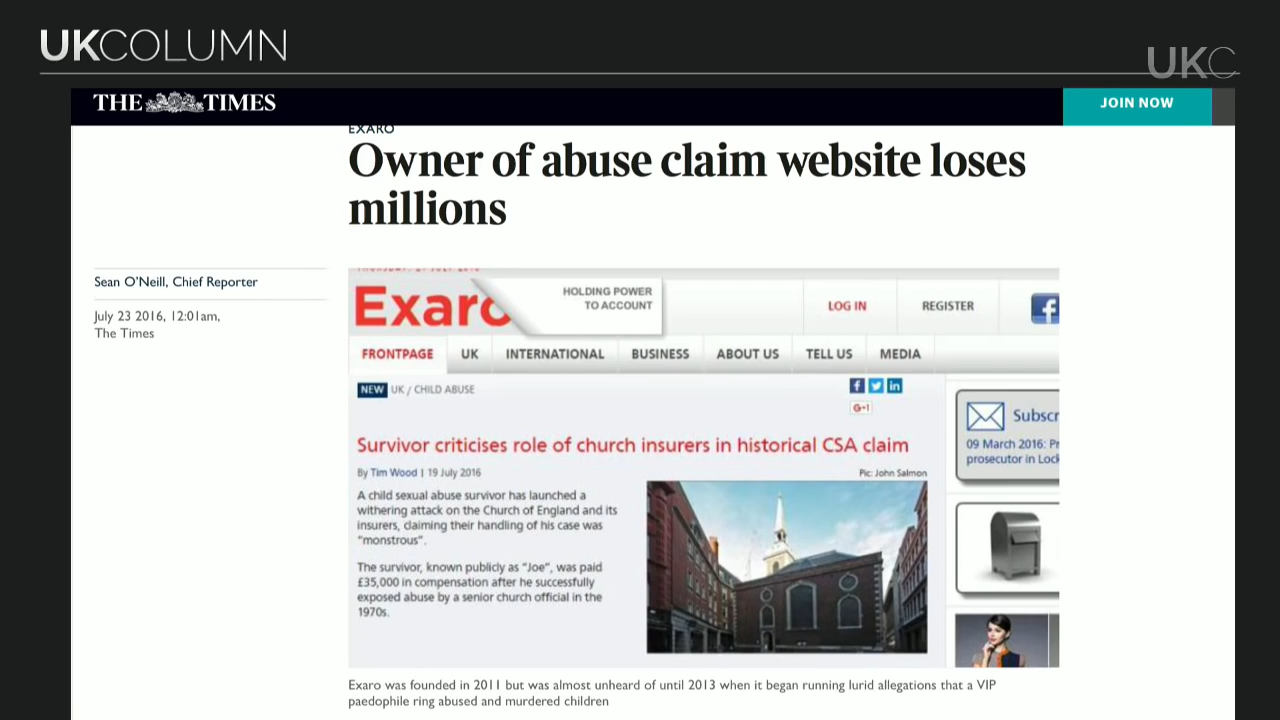 UKCOLUMN
UKC
THE TIMES
JOIN NOW
EXARO
Owner of abuse claim website loses
millions
Sean O'Neill, Chief Reporter
July 23 2016, 12:01am,
The Times
Exaro
HOLDING POWER
TO ACCOUNT
LOG IN
REGISTER
f
FRONTPAGE
UK
INTERNATIONAL
BUSINESS
ABOUT US
TELL US
MEDIA
NEW UK / CHILD ABUSE
f
in
G+1
Subscr
09 March 2016: Pr
prosecutor in Lock
Survivor criticises role of church insurers in historical CSA claim
By Tim Wood | 19 July 2016
Pic: John Salmon
A child sexual abuse survivor has launched a
withering attack on the Church of England and its
insurers, claiming their handling of his case was
"monstrous".
The survivor, known publicly as "Joe", was paid
£35,000 in compensation after he successfully
exposed abuse by a senior church official in the
1970s.
Exaro was founded in 2011 but was almost unheard of until 2013 when it began running lurid allegations that a VIP
paedophile ring abused and murdered children